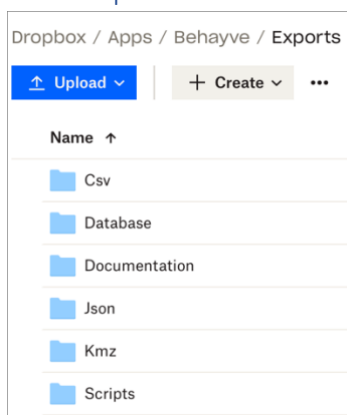 Dropbox / Apps / Behayve / Exports
Upload
Create
Name
Csv
Database
Documentation
Json
Kmz
Scripts